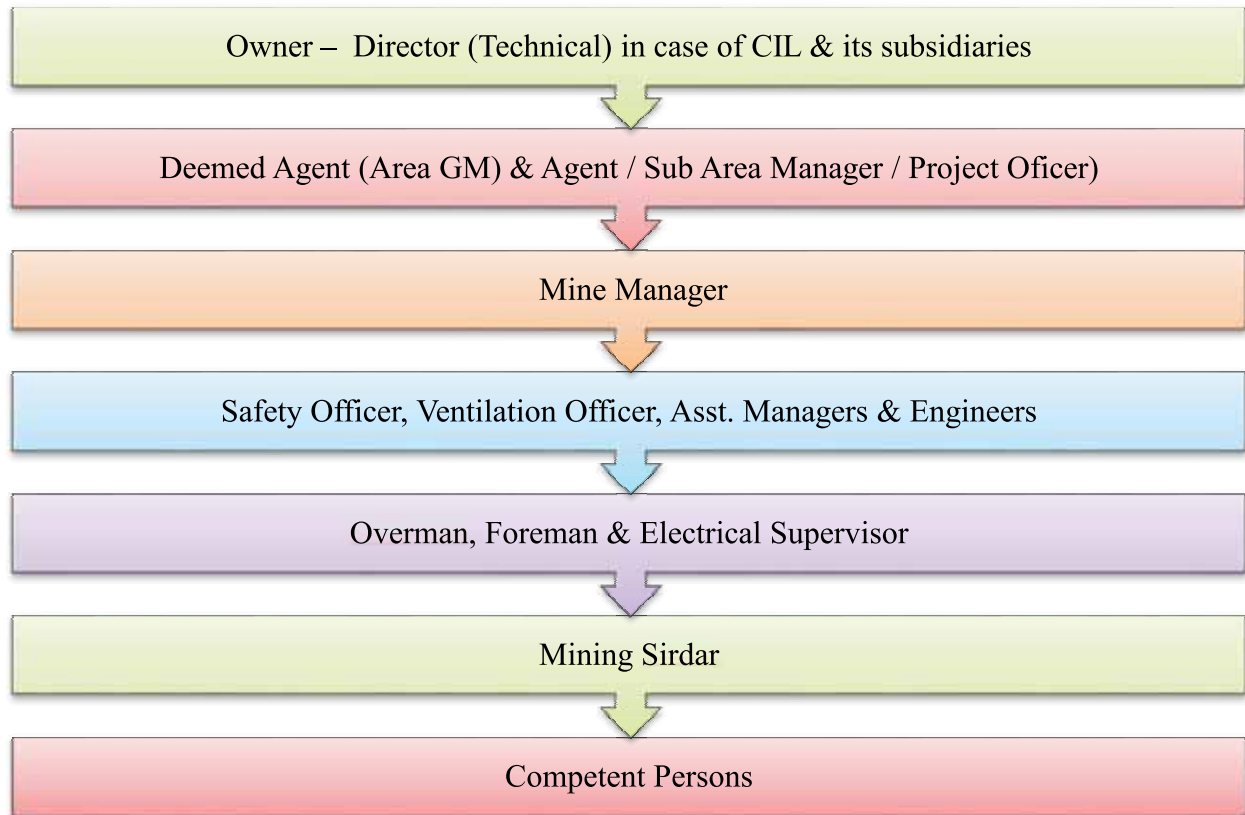 Owner – Director (Technical) in case of CIL & its subsidiaries
Deemed Agent (Area GM) & Agent / Sub Area Manager / Project Oficer)
Mine Manager
Safety Officer, Ventilation Officer, Asst. Managers & Engineers
Overman, Foreman & Electrical Supervisor
Mining Sirdar
Competent Persons